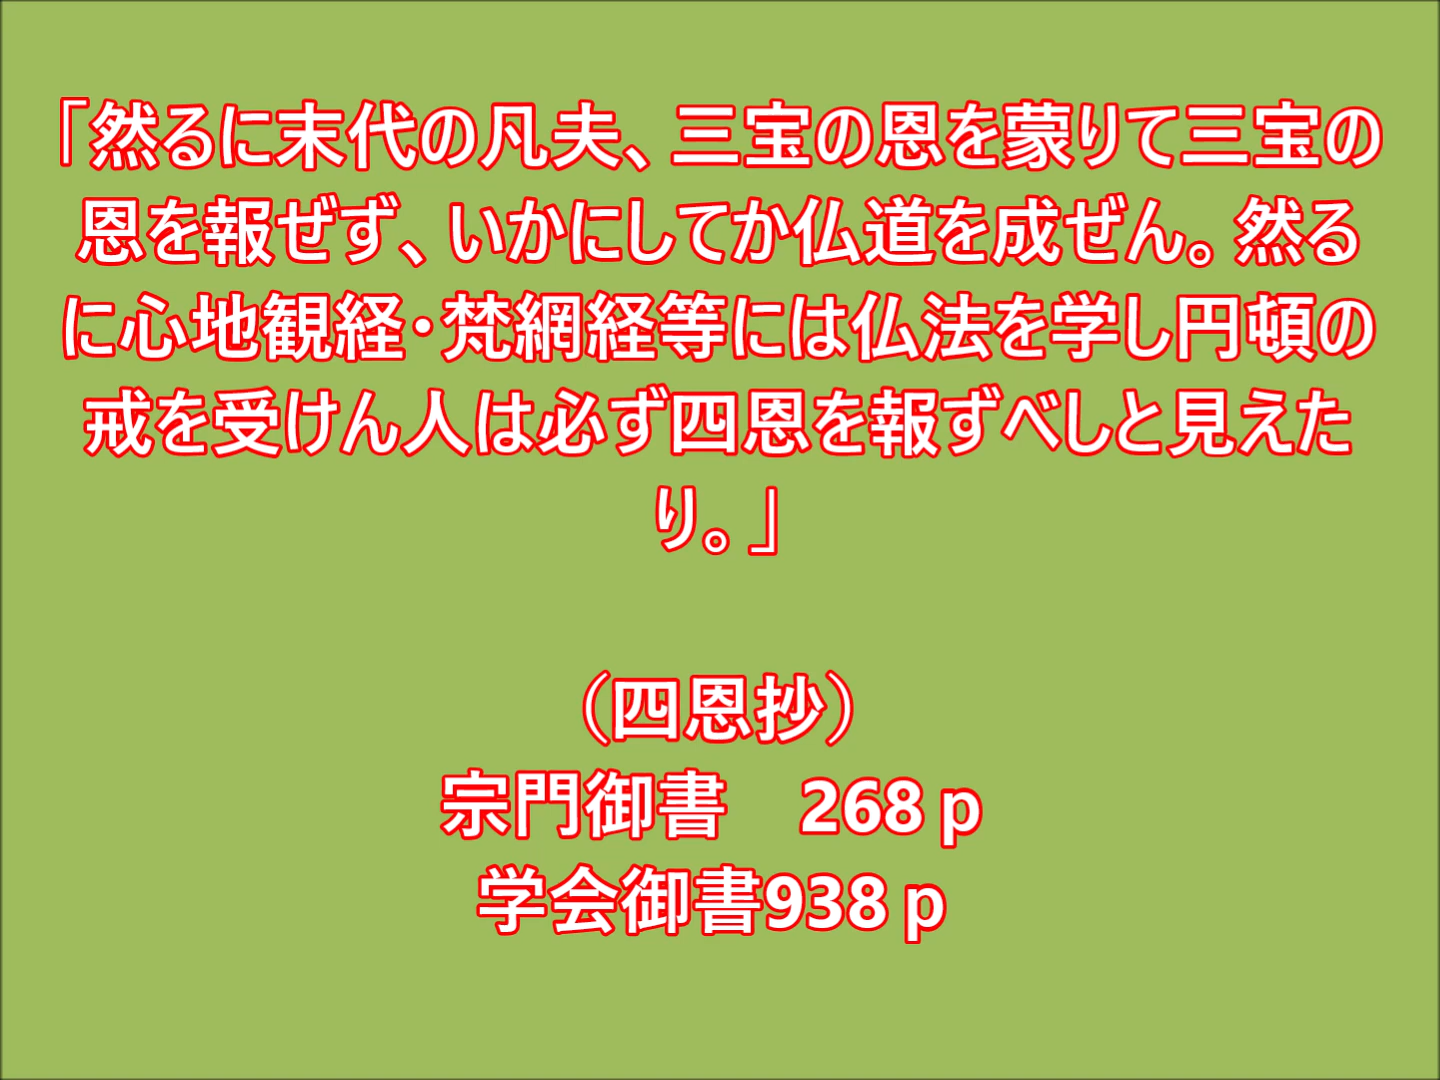 「然るに末代の凡夫、三宝の恩を蒙りて三宝の
恩を報ぜず、いかにしてか仏道を成ぜん。然る
に心地観経・梵網経等には仏法を学し円頓の
戒を受けん人は必ず四恩を報ずべしと見えた
り。」
（四恩抄）
宗門御書　268ｐ
学会御書938ｐ